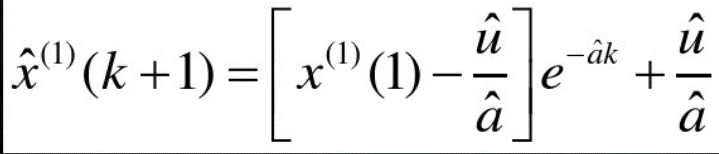 x̂⁽¹⁾(k+1) = [x⁽¹⁾(1) − û/â]e^{−âk} + û/â